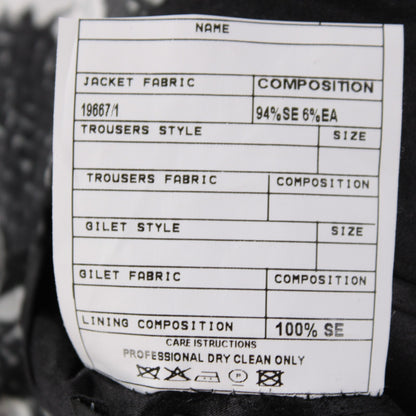 NAME
JACKET FABRIC COMPOSITION
19667/1 94%SE 6%EA
TROUSERS STYLE SIZE
TROUSERS FABRIC COMPOSITION
GILET STYLE SIZE
GILET FABRIC COMPOSITION
LINING COMPOSITION 100% SE
CARE ISTRUCTIONS
PROFESSIONAL DRY CLEAN ONLY
P